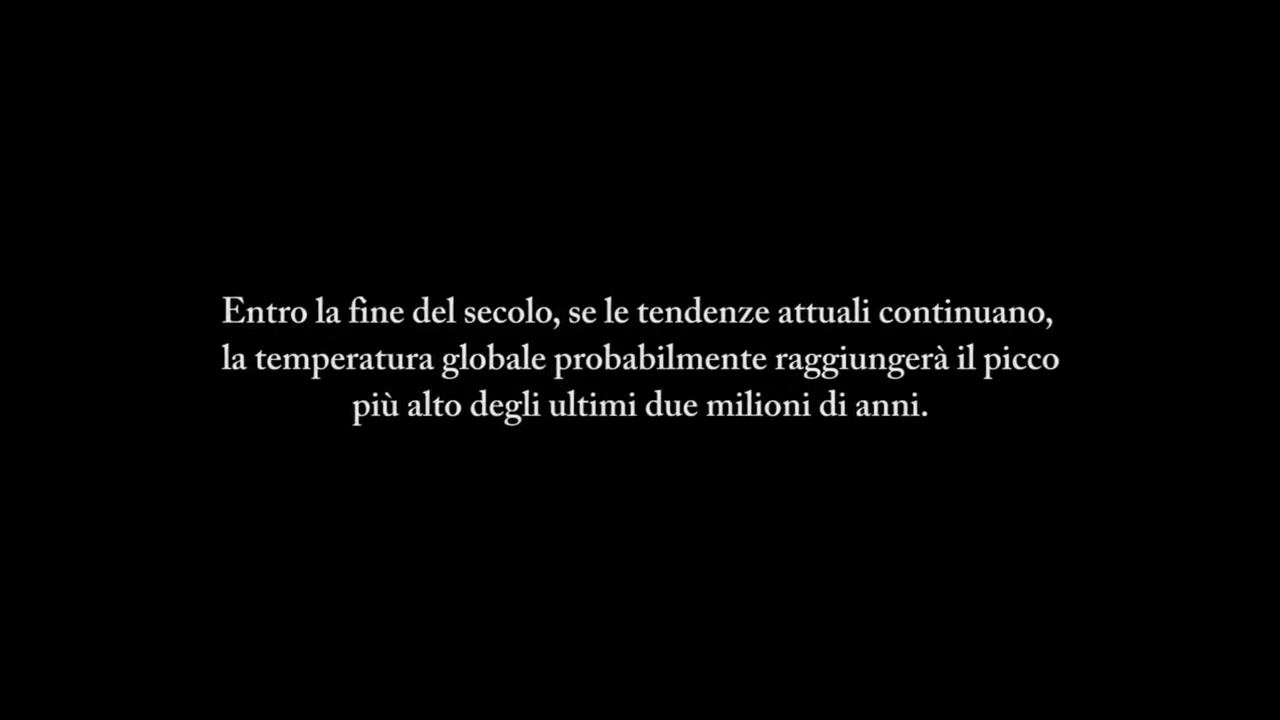 Entro la fine del secolo, se le tendenze attuali continuano,
la temperatura globale probabilmente raggiungerà il picco
più alto degli ultimi due milioni di anni.